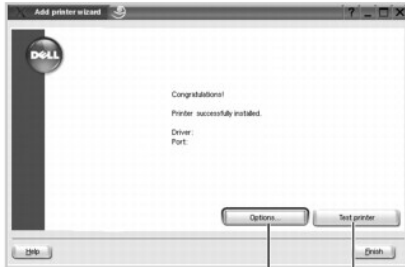 Add printer wizard
DELL
Congratulations!
Printer successfully installed.
Driver:
Port:
Options...
Test printer
Help
Finish